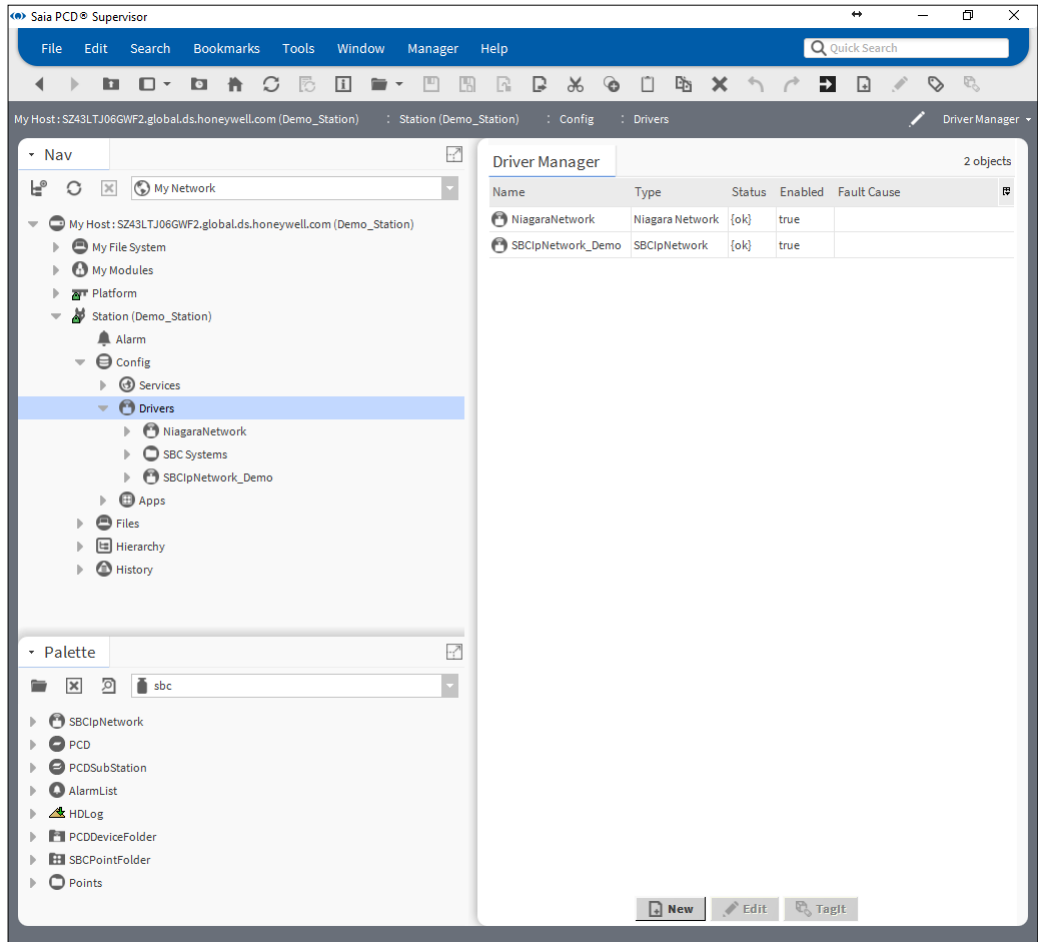 Saia PCD® Supervisor
File Edit Search Bookmarks Tools Window Manager Help Quick Search
My Host : SZ43LTJ06GWF2.global.ds.honeywell.com (Demo_Station) : Station (Demo_Station) : Config : Drivers Driver Manager
Nav
My Network
My Host : SZ43LTJ06GWF2.global.ds.honeywell.com (Demo_Station)
My File System
My Modules
Platform
Station (Demo_Station)
Alarm
Config
Services
Drivers
NiagaraNetwork
SBC Systems
SBCIpNetwork_Demo
Apps
Files
Hierarchy
History
Palette
sbc
SBCIpNetwork
PCD
PCDSubStation
AlarmList
HDLog
PCDDeviceFolder
SBCPointFolder
Points
Driver Manager 2 objects
Name Type Status Enabled Fault Cause
NiagaraNetwork Niagara Network {ok} true
SBCIpNetwork_Demo SBCIpNetwork {ok} true
New Edit TagIt